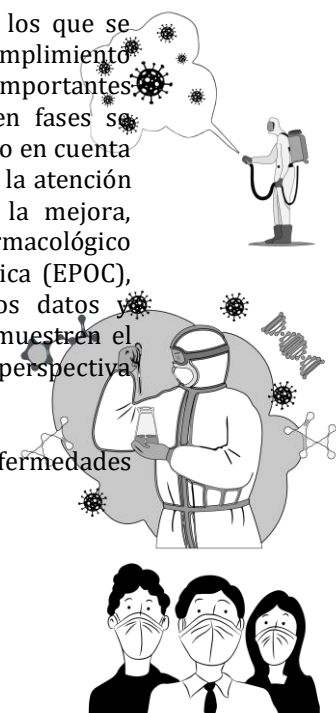 los que se
mplimiento
importantes
en fases se
o en cuenta
la atención
la mejora,
rmacológico
ica (EPOC),
os datos y
muestren el
perspectiva
fermedades